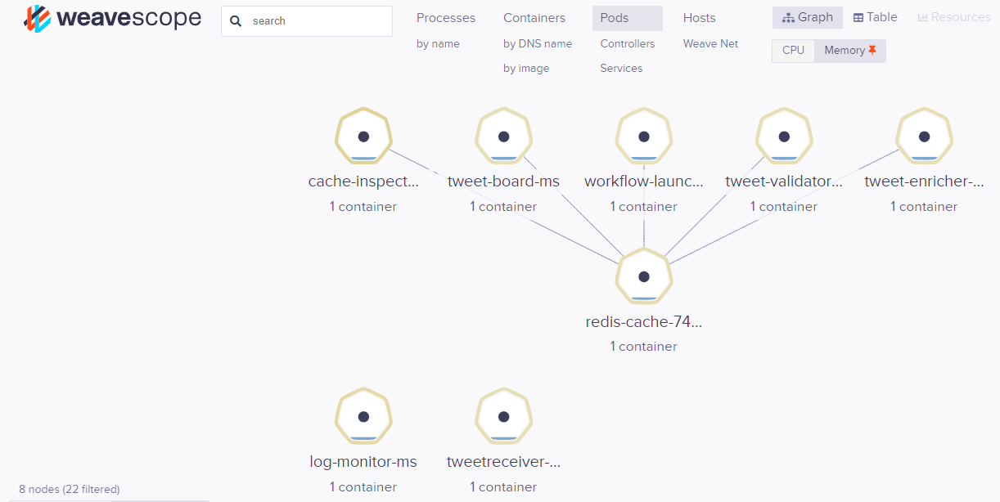 weavescope
search
Processes
by name
Containers
by DNS name
by image
Pods
Controllers
Services
Hosts
Weave Net
Graph
Table
Resources
CPU
Memory
cache-inspect...
1 container
tweet-board-ms
1 container
workflow-launc...
1 container
tweet-validator...
1 container
tweet-enricher-...
1 container
redis-cache-74...
1 container
log-monitor-ms
1 container
tweetreceiver-...
1 container
8 nodes (22 filtered)